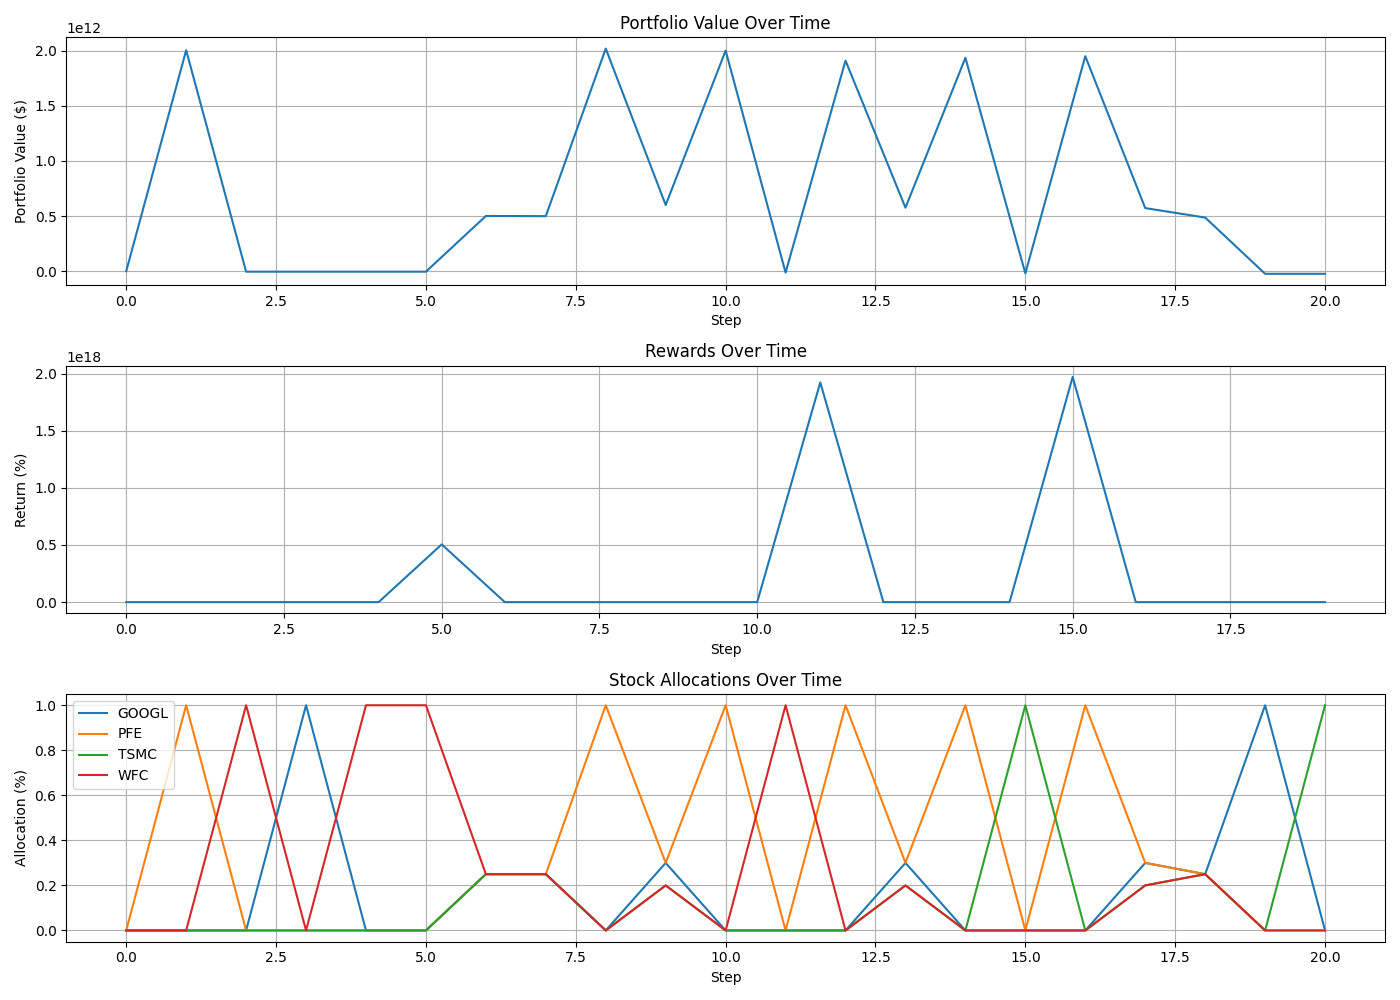 Portfolio Value Over Time
1e12
Portfolio Value ($)
2.0
1.5
1.0
0.5
0.0
0.0 2.5 5.0 7.5 10.0 12.5 15.0 17.5 20.0
Step
Rewards Over Time
1e18
Return (%)
2.0
1.5
1.0
0.5
0.0
0.0 2.5 5.0 7.5 10.0 12.5 15.0 17.5
Step
Stock Allocations Over Time
Allocation (%)
1.0
0.8
0.6
0.4
0.2
0.0
GOOGL
PFE
TSMC
WFC
0.0 2.5 5.0 7.5 10.0 12.5 15.0 17.5 20.0
Step